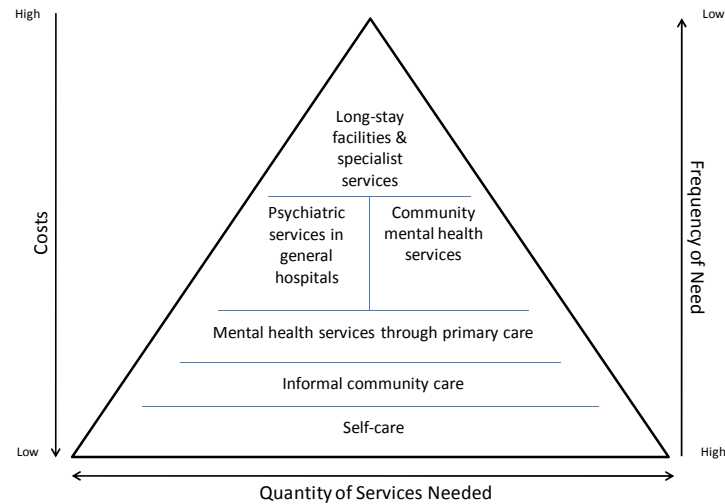 High
Low
Long-stay
facilities &
specialist
services
Psychiatric
services in
general
hospitals
Community
mental health
services
Costs
Frequency of Need
Mental health services through primary care
Informal community care
Self-care
Low
High
Quantity of Services Needed